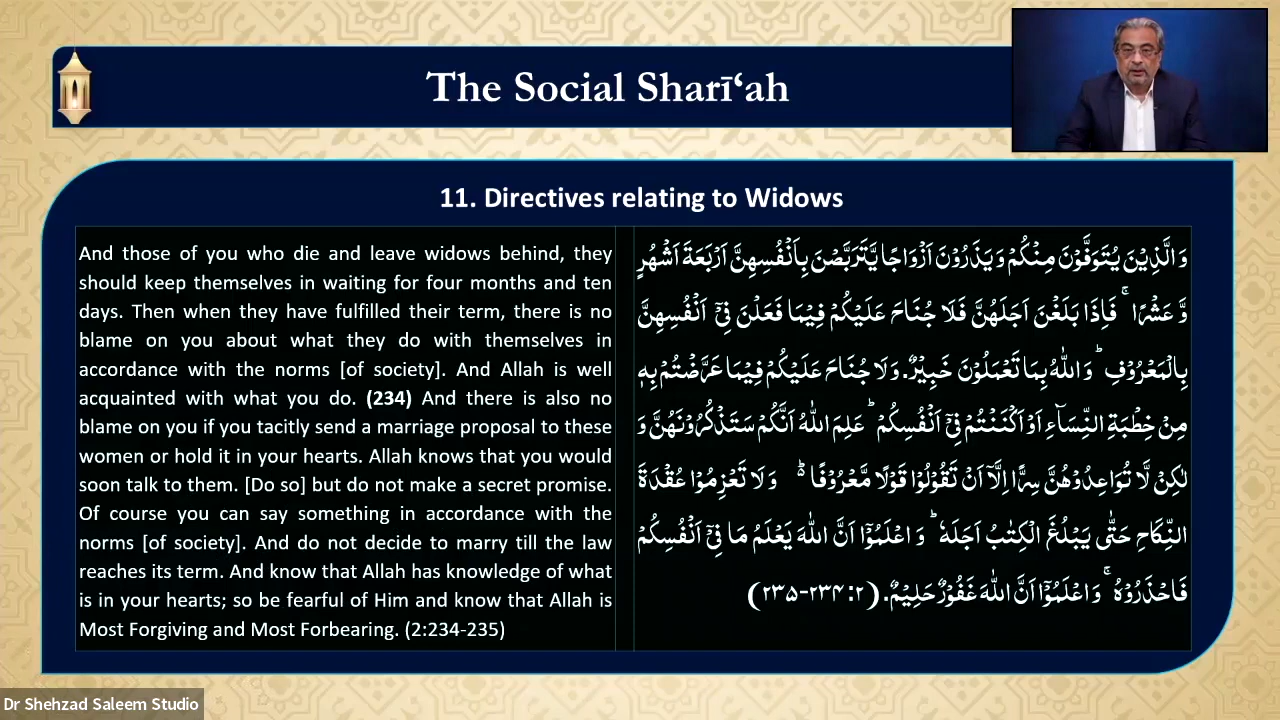 The Social Sharī‘ah
11. Directives relating to Widows
And those of you who die and leave widows behind, they
should keep themselves in waiting for four months and ten
days. Then when they have fulfilled their term, there is no
blame on you about what they do with themselves in
accordance with the norms [of society]. And Allah is well
acquainted with what you do. (234) And there is also no
blame on you if you tacitly send a marriage proposal to these
women or hold it in your hearts. Allah knows that you would
soon talk to them. [Do so] but do not make a secret promise.
Of course you can say something in accordance with the
norms [of society]. And do not decide to marry till the law
reaches its term. And know that Allah has knowledge of what
is in your hearts; so be fearful of Him and know that Allah is
Most Forgiving and Most Forbearing. (2:234-235)
وَالَّذِیۡنَ یُتَوَفَّوۡنَ مِنۡکُمۡ وَیَذَرُوۡنَ اَزۡوَاجًا یَّتَرَبَّصۡنَ بِاَنۡفُسِهِنَّ اَرۡبَعَةَ اَشۡهُرٍ
وَّعَشۡرًا ۚ فَاِذَا بَلَغۡنَ اَجَلَهُنَّ فَلَا جُنَاحَ عَلَیۡکُمۡ فِیۡمَا فَعَلۡنَ فِیۡۤ اَنۡفُسِهِنَّ
بِالۡمَعۡرُوۡفِ ؕ وَاللّٰهُ بِمَا تَعۡمَلُوۡنَ خَبِیۡرٌ. وَلَا جُنَاحَ عَلَیۡکُمۡ فِیۡمَا عَرَّضۡتُمۡ بِهٖ
مِنۡ خِطۡبَةِ النِّسَآءِ اَوۡ اَکۡنَنۡتُمۡ فِیۡۤ اَنۡفُسِکُمۡ ؕ عَلِمَ اللّٰهُ اَنَّکُمۡ سَتَذۡکُرُوۡنَهُنَّ وَ
لٰکِنۡ لَّا تُوَاعِدُوۡهُنَّ سِرًّا اِلَّاۤ اَنۡ تَقُوۡلُوۡا قَوۡلًا مَّعۡرُوۡفًا ۬ؕ وَلَا تَعۡزِمُوۡا عُقۡدَةَ
النِّکَاحِ حَتّٰی یَبۡلُغَ الۡکِتٰبُ اَجَلَهٗ ؕ وَاعۡلَمُوۡۤا اَنَّ اللّٰهَ یَعۡلَمُ مَا فِیۡۤ اَنۡفُسِکُمۡ
فَاحۡذَرُوۡهُ ۚ وَاعۡلَمُوۡۤا اَنَّ اللّٰهَ غَفُوۡرٌ حَلِیۡمٌ. (۲: ۲۳۴-۲۳۵)
Dr Shehzad Saleem Studio